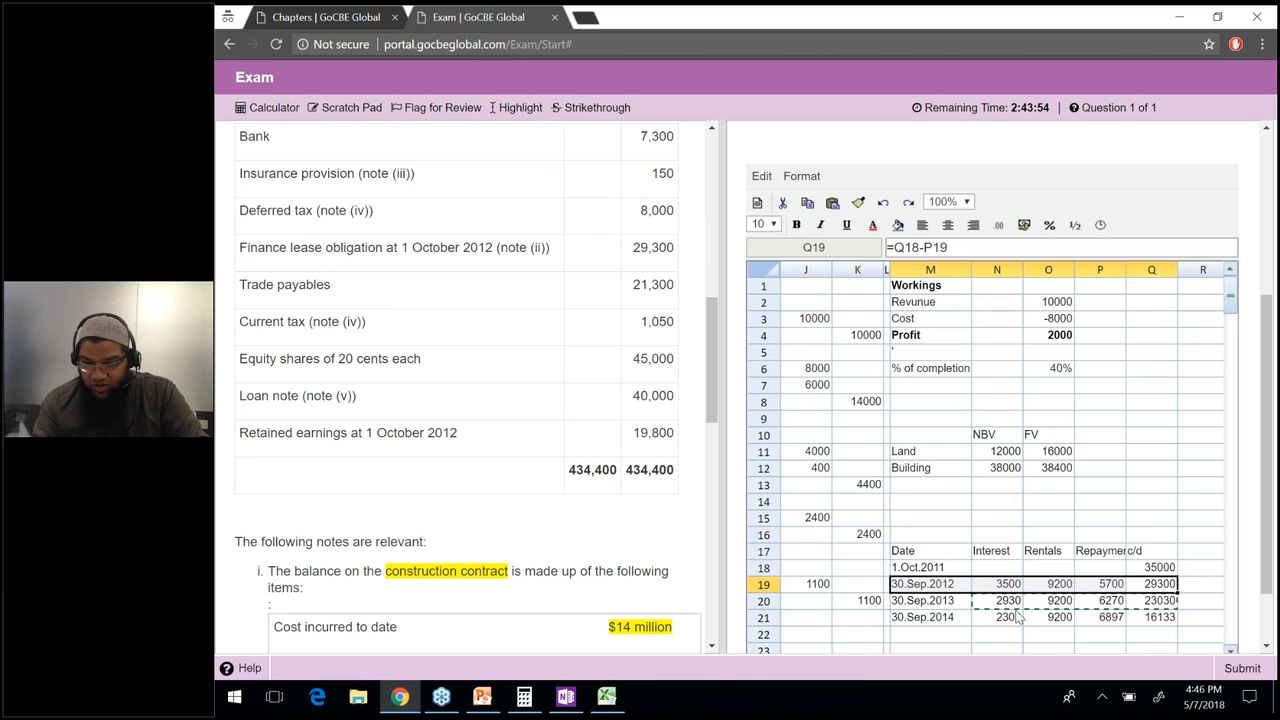 Chapters | GoCBE Global
Exam | GoCBE Global
Not secure portal.gocbeglobal.com/Exam/Start#
Exam
Calculator Scratch Pad Flag for Review Highlight Strikethrough Remaining Time: 2:43:54 Question 1 of 1
Bank 7,300
Insurance provision (note (iii)) 150
Deferred tax (note (iv)) 8,000
Finance lease obligation at 1 October 2012 (note (ii)) 29,300
Trade payables 21,300
Current tax (note (iv)) 1,050
Equity shares of 20 cents each 45,000
Loan note (note (v)) 40,000
Retained earnings at 1 October 2012 19,800
434,400 434,400
The following notes are relevant:
i. The balance on the construction contract is made up of the following
items:
:
Cost incurred to date $14 million
Edit Format
100%
10 B I U A .00 % 1/2
Q19 =Q18-P19
J K L M N O P Q R
1 Workings
2 Revunue 10000
3 10000 Cost -8000
4 10000 Profit 2000
5 '
6 8000 % of completion 40%
7 6000
8 14000
9
10 NBV FV
11 4000 Land 12000 16000
12 400 Building 38000 38400
13 4400
14
15 2400
16 2400
17 Date Interest Rentals Repaymer c/d
18 1.Oct.2011 35000
19 1100 30.Sep.2012 3500 9200 5700 29300
20 1100 30.Sep.2013 2930 9200 6270 23030
21 30.Sep.2014 230 9200 6897 16133
22
23
Help Submit
4:46 PM
5/7/2018